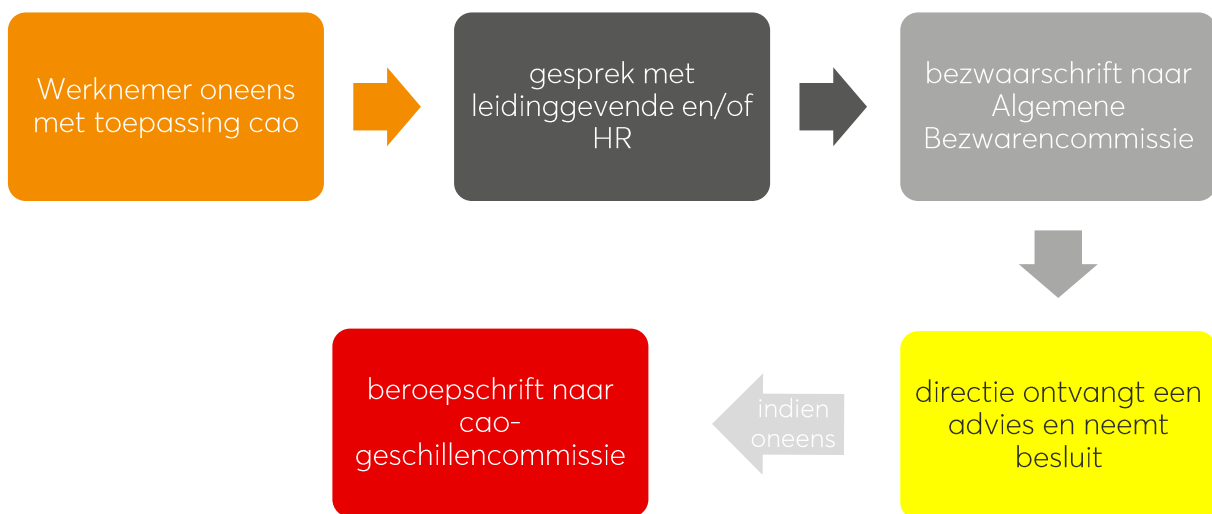 Werknemer oneens
met toepassing cao
gesprek met
leidinggevende en/of
HR
bezwaarschrift naar
Algemene
Bezwarencommissie
directie ontvangt een
advies en neemt
besluit
indien
oneens
beroepschrift naar
cao-
geschillencommissie